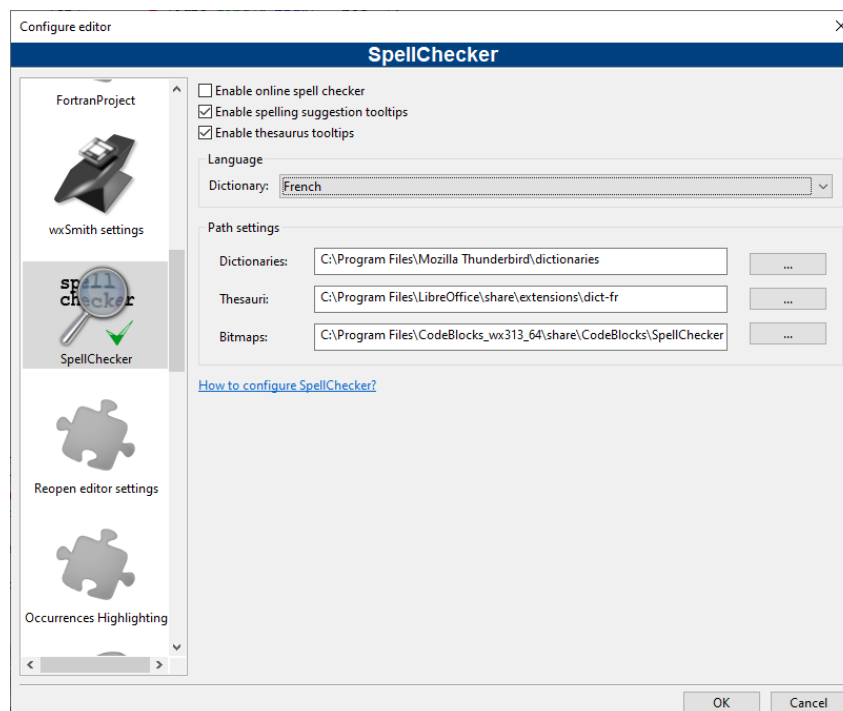 Configure editor
SpellChecker
FortranProject
wxSmith settings
spell
checker
SpellChecker
Reopen editor settings
Occurrences Highlighting
Enable online spell checker
Enable spelling suggestion tooltips
Enable thesaurus tooltips
Language
Dictionary: French
Path settings
Dictionaries: C:\Program Files\Mozilla Thunderbird\dictionaries ...
Thesauri: C:\Program Files\LibreOffice\share\extensions\dict-fr ...
Bitmaps: C:\Program Files\CodeBlocks_wx313_64\share\CodeBlocks\SpellChecker ...
How to configure SpellChecker?
OK Cancel